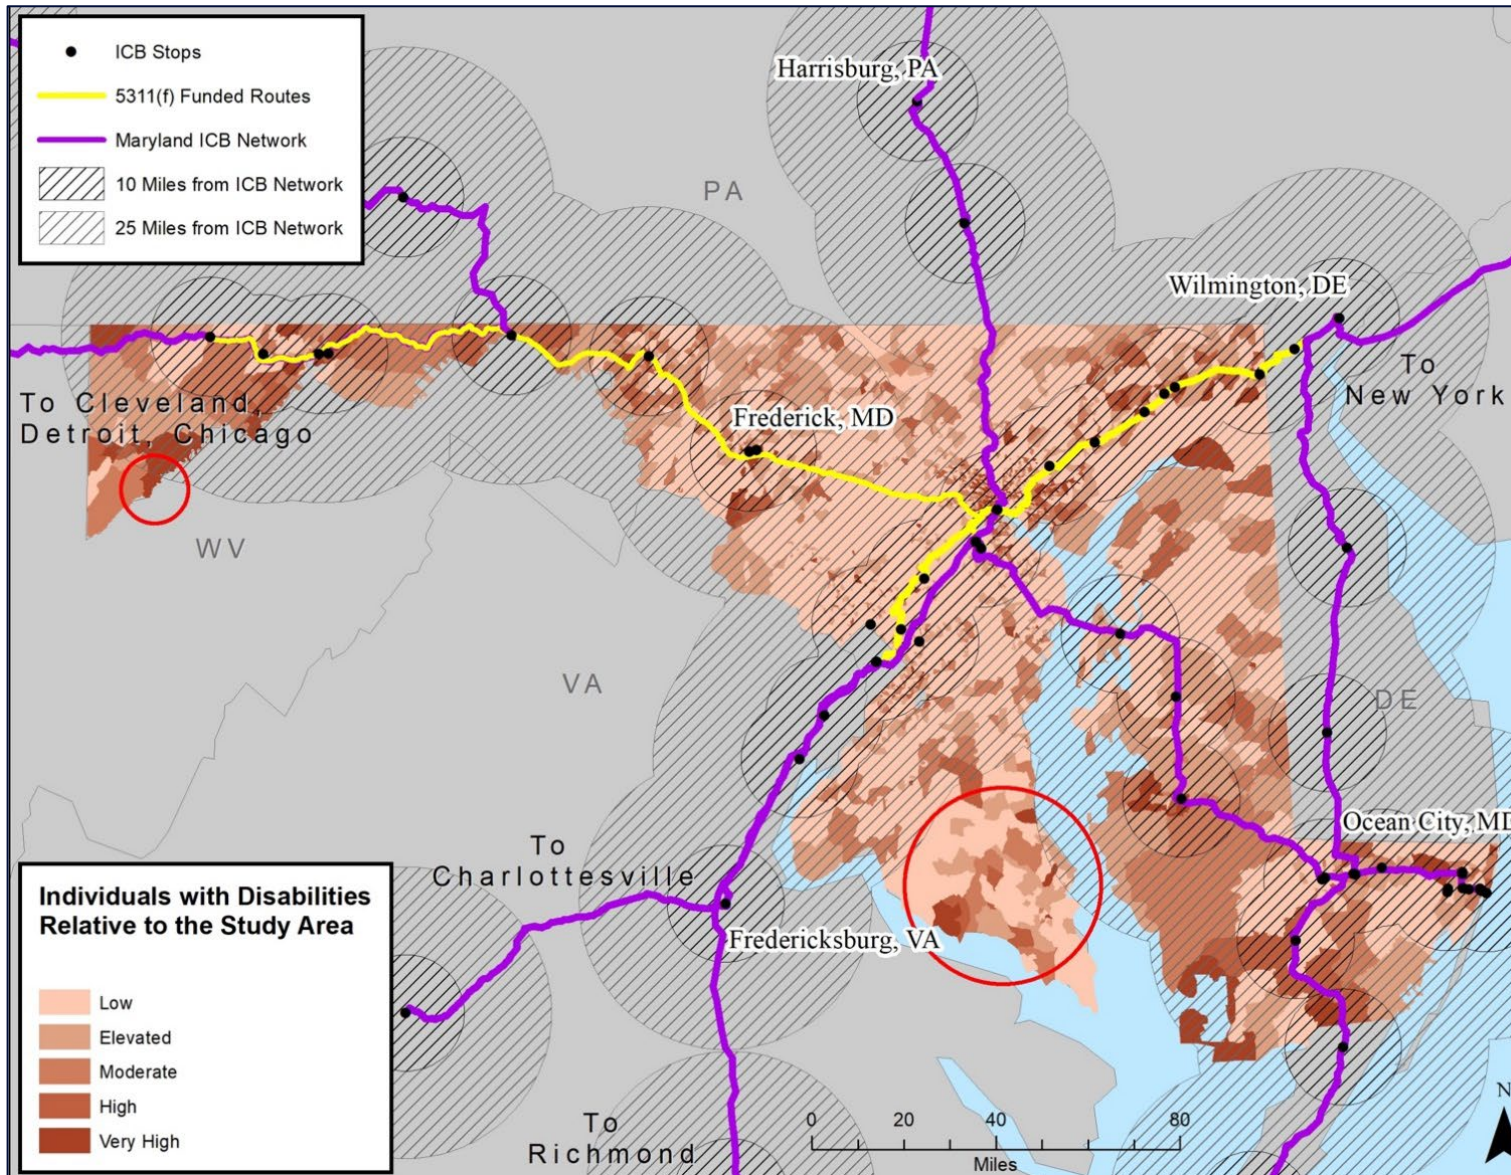 ICB Stops
5311(f) Funded Routes
Maryland ICB Network
10 Miles from ICB Network
25 Miles from ICB Network
Harrisburg, PA
PA
Wilmington, DE
To
New York
To Cleveland,
Detroit, Chicago
Frederick, MD
WV
VA
DE
Ocean City, MD
To
Charlottesville
Fredericksburg, VA
Individuals with Disabilities
Relative to the Study Area
Low
Elevated
Moderate
High
Very High
To
Richmond
0 20 40 80
Miles
N